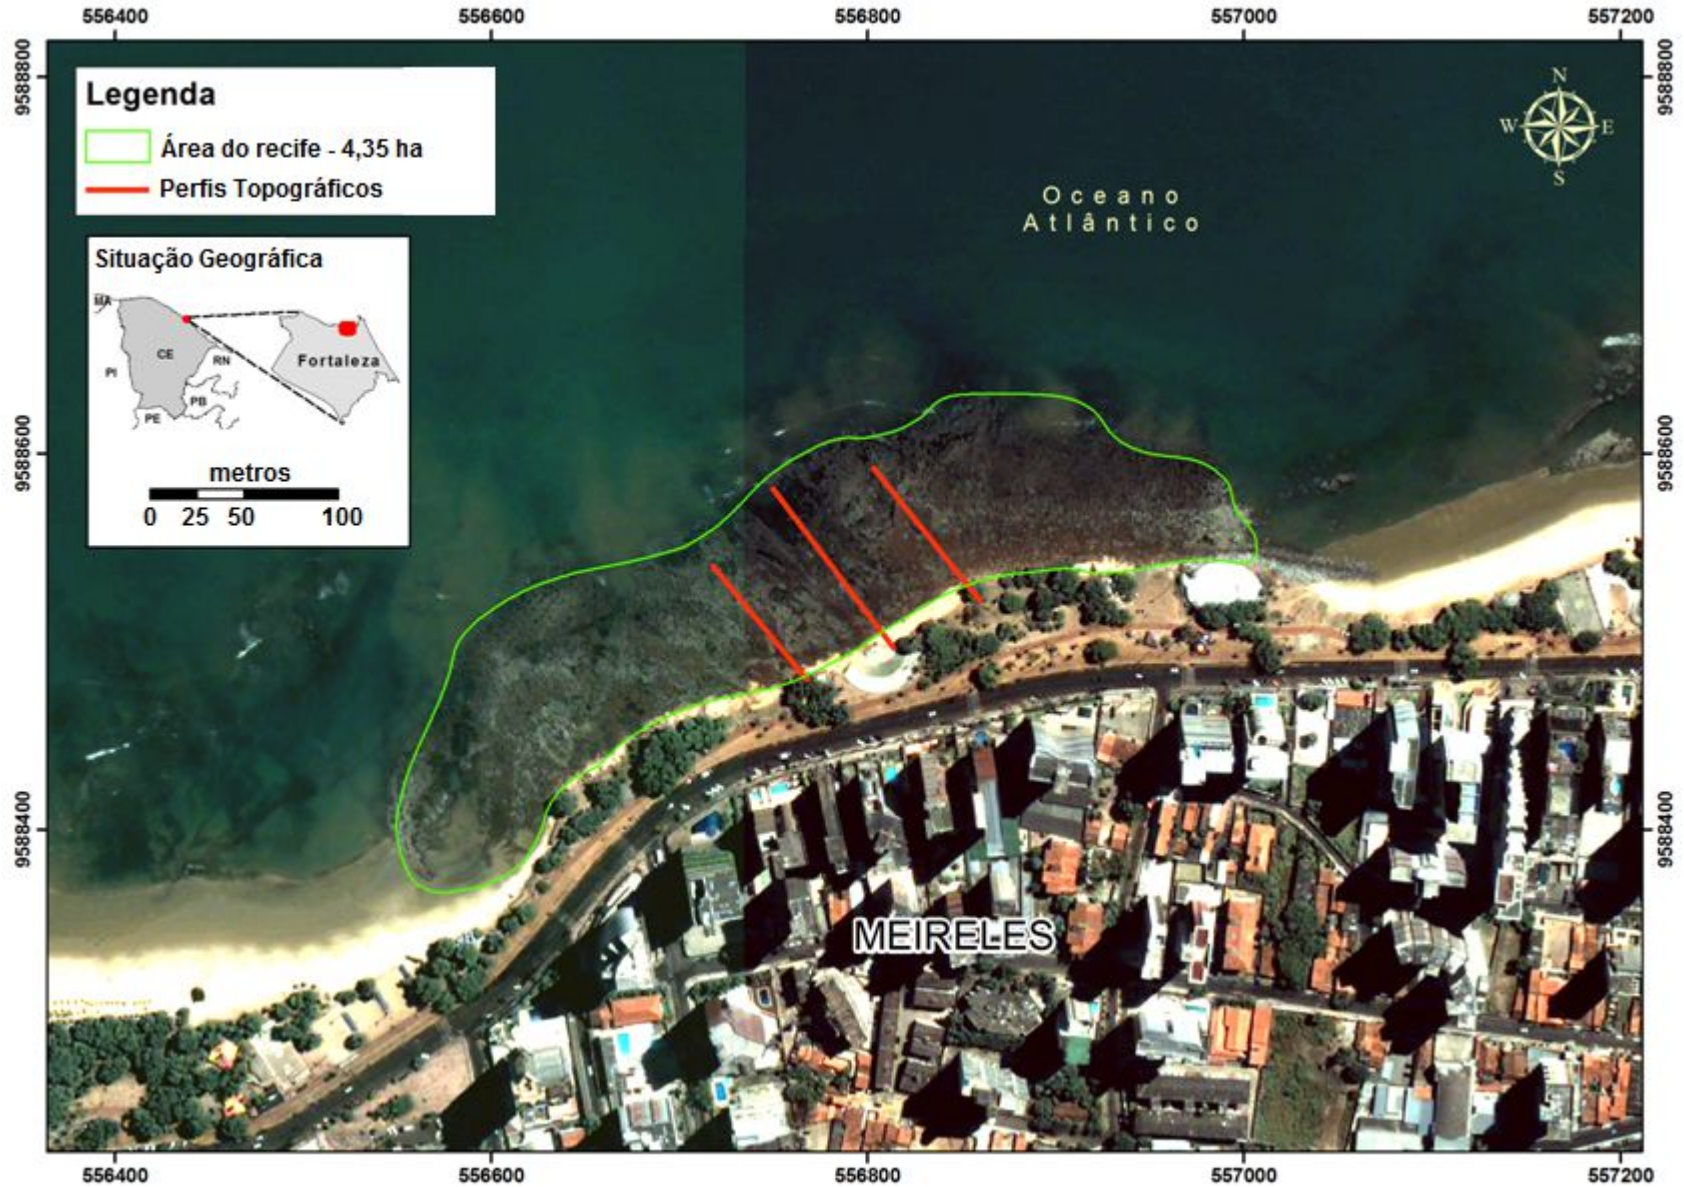 556400 556600 556800 557000 557200
9588800
9588800
Legenda
Área do recife - 4,35 ha
Perfis Topográficos
N
W E
S
Oceano
Atlântico
Situação Geográfica
MA
CE
RN
PI
PB
PE
Fortaleza
metros
0 25 50 100
9588600
9588600
9588400
9588400
MEIRELES
556400 556600 556800 557000 557200